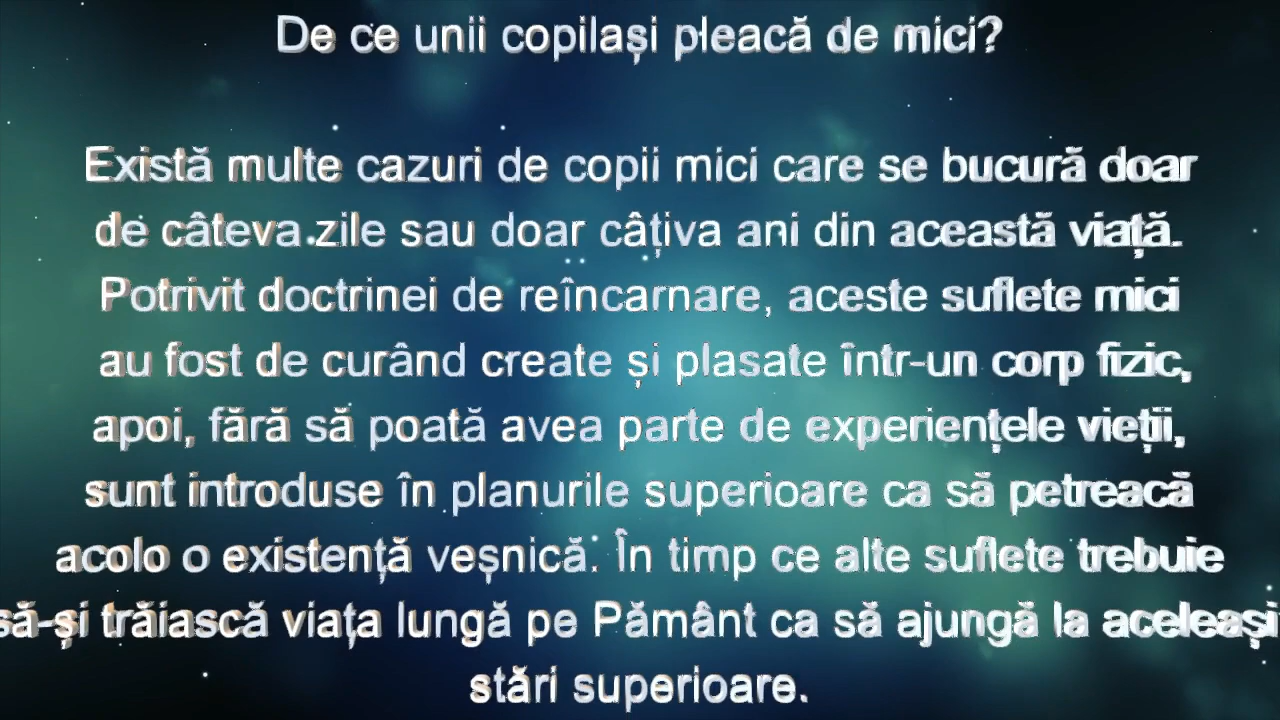 De ce unii copilași pleacă de mici?
Există multe cazuri de copii mici care se bucură doar
de câteva zile sau doar câțiva ani din această viață.
Potrivit doctrinei de reîncarnare, aceste suflete mici
au fost de curând create și plasate într-un corp fizic,
apoi, fără să poată avea parte de experiențele vieții,
sunt introduse în planurile superioare ca să petreacă
acolo o existență veșnică. În timp ce alte suflete trebuie
să-și trăiască viața lungă pe Pământ ca să ajungă la aceleași
stări superioare.